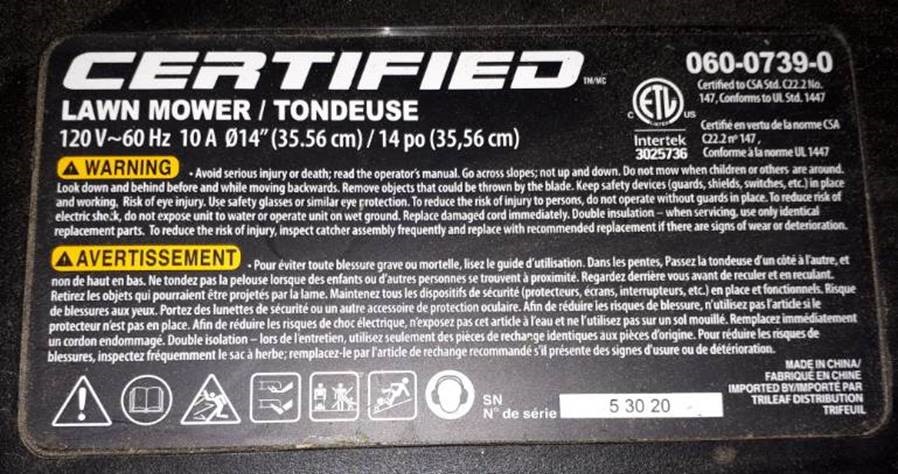 CERTIFIED TM/MC
060-0739-0
LAWN MOWER / TONDEUSE
120 V~60 Hz 10 A Ø14" (35.56 cm) / 14 po (35,56 cm)
C ETL US
Intertek
3025736
Certified to CSA Std. C22.2 No.
147, Conforms to UL Std. 1447
Certifié en vertu de la norme CSA
C22.2 nº 147,
Conforme à la norme UL 1447
WARNING • Avoid serious injury or death; read the operator's manual. Go across slopes; not up and down. Do not mow when children or others are around.
Look down and behind before and while moving backwards. Remove objects that could be thrown by the blade. Keep safety devices (guards, shields, switches, etc.) in place
and working. Risk of eye injury. Use safety glasses or similar eye protection. To reduce the risk of injury to persons, do not operate without guards in place. To reduce risk of
electric shock, do not expose unit to water or operate unit on wet ground. Replace damaged cord immediately. Double insulation – when servicing, use only identical
replacement parts. To reduce the risk of injury, inspect catcher assembly frequently and replace with recommended replacement if there are signs of wear or deterioration.
AVERTISSEMENT • Pour éviter toute blessure grave ou mortelle, lisez le guide d'utilisation. Dans les pentes, Passez la tondeuse d'un côté à l'autre, et
non de haut en bas. Ne tondez pas la pelouse lorsque des enfants ou d'autres personnes se trouvent à proximité. Regardez derrière vous avant de reculer et en reculant.
Retirez les objets qui pourraient être projetés par la lame. Maintenez tous les dispositifs de sécurité (protecteurs, écrans, interrupteurs, etc.) en place et fonctionnels. Risque
de blessures aux yeux. Portez des lunettes de sécurité ou un autre accessoire de protection oculaire. Afin de réduire les risques de blessure, n'utilisez pas l'article si le
protecteur n'est pas en place. Afin de réduire les risques de choc électrique, n'exposez pas cet article à l'eau et ne l'utilisez pas sur un sol mouillé. Remplacez immédiatement
un cordon endommagé. Double isolation – lors de l'entretien, utilisez seulement des pièces de rechange identiques aux pièces d'origine. Pour réduire les risques de
blessures, inspectez fréquemment le sac à herbe; remplacez-le par l'article de rechange recommandé s'il présente des signes d'usure ou de détérioration.
SN
N° de série
5 30 20
MADE IN CHINA/
FABRIQUÉ EN CHINE
IMPORTED BY/IMPORTÉ PAR
TRILEAF DISTRIBUTION
TRIFEUIL